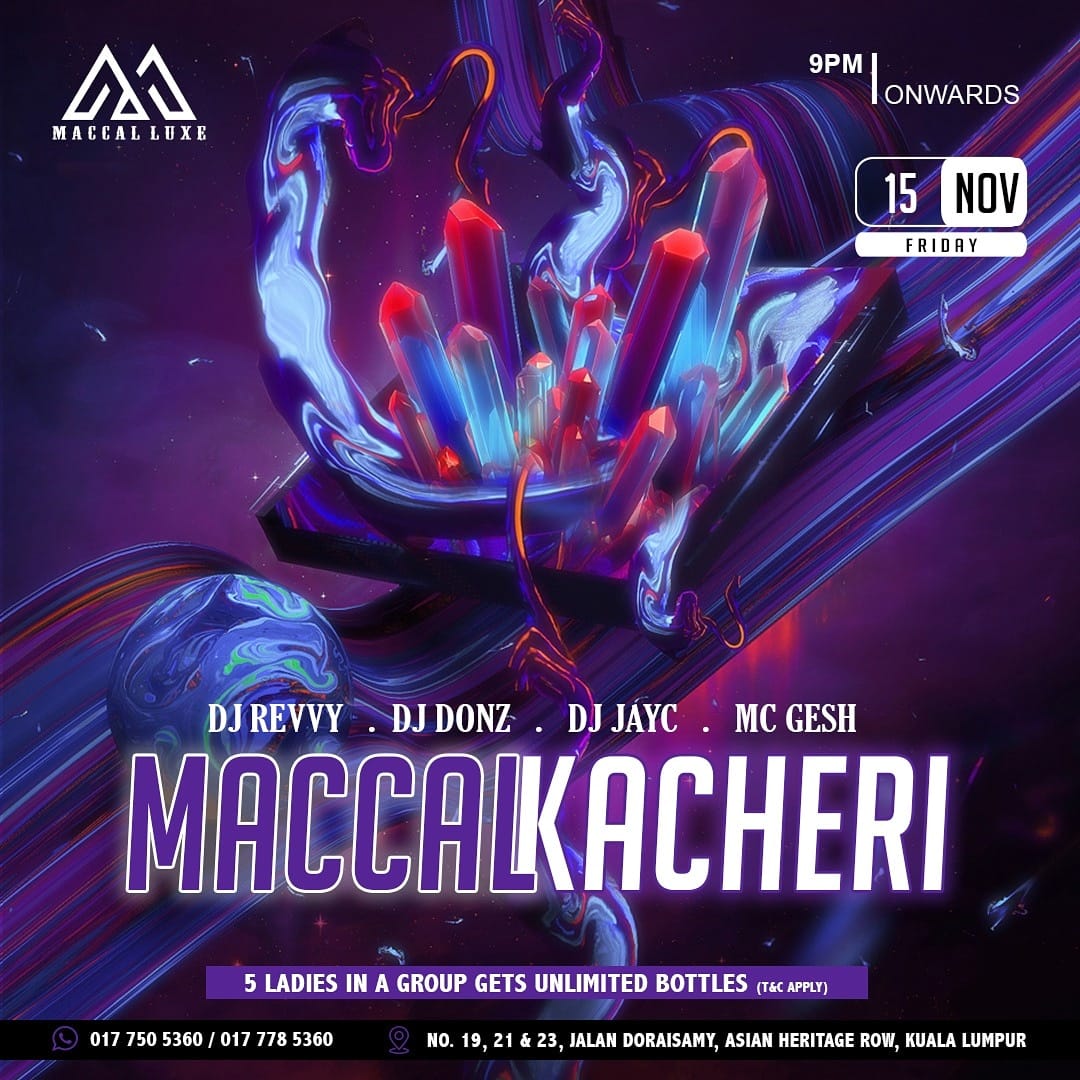 MACCAL LUXE
9PM
ONWARDS
15 NOV
FRIDAY
DJ REVVY . DJ DONZ . DJ JAYC . MC GESH
MACCALKACHERI
5 LADIES IN A GROUP GETS UNLIMITED BOTTLES (T&C APPLY)
017 750 5360 / 017 778 5360
NO. 19, 21 & 23, JALAN DORAISAMY, ASIAN HERITAGE ROW, KUALA LUMPUR